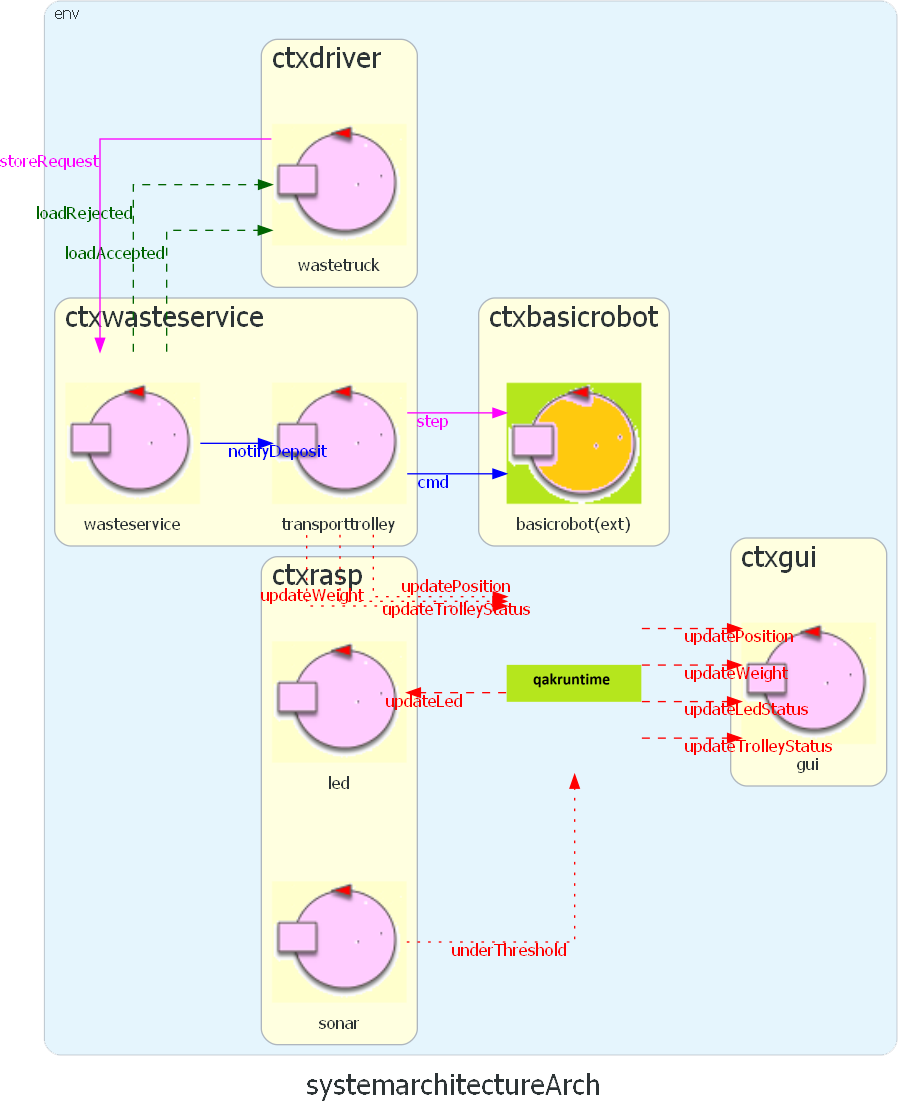 env
ctxdriver
storeRequest
loadRejected
loadAccepted
wastetruck
ctxwasteservice
ctxbasicrobot
step
notifyDeposit
cmd
wasteservice
transporttrolley
basicrobot(ext)
ctxrasp
ctxgui
updatePosition
updateWeight
updateTrolleyStatus
updatePosition
updateWeight
qakruntime
updateLed
updateLedStatus
updateTrolleyStatus
gui
led
underThreshold
sonar
systemarchitectureArch